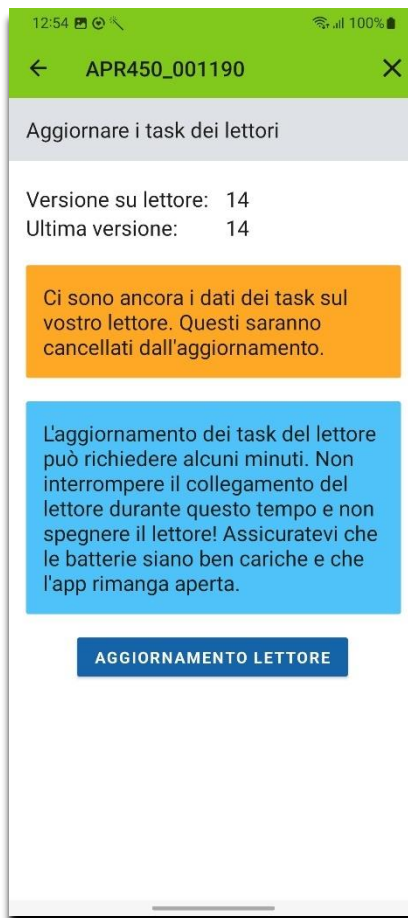 12:54 100%
APR450_001190
Aggiornare i task dei lettori
Versione su lettore: 14
Ultima versione: 14
Ci sono ancora i dati dei task sul
vostro lettore. Questi saranno
cancellati dall'aggiornamento.
L'aggiornamento dei task del lettore
può richiedere alcuni minuti. Non
interrompere il collegamento del
lettore durante questo tempo e non
spegnere il lettore! Assicuratevi che
le batterie siano ben cariche e che
l'app rimanga aperta.
AGGIORNAMENTO LETTORE